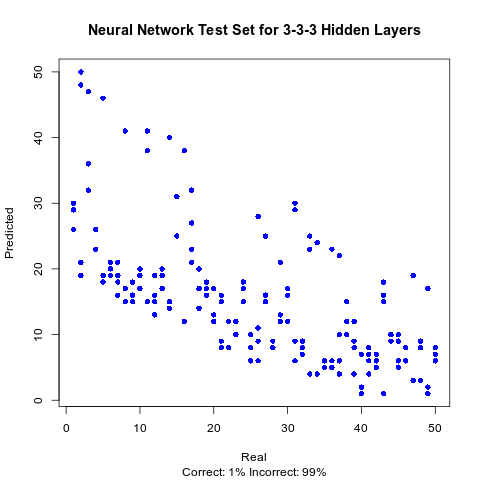 Neural Network Test Set for 3-3-3 Hidden Layers
Predicted
50
40
30
20
10
0
0 10 20 30 40 50
Real
Correct: 1% Incorrect: 99%